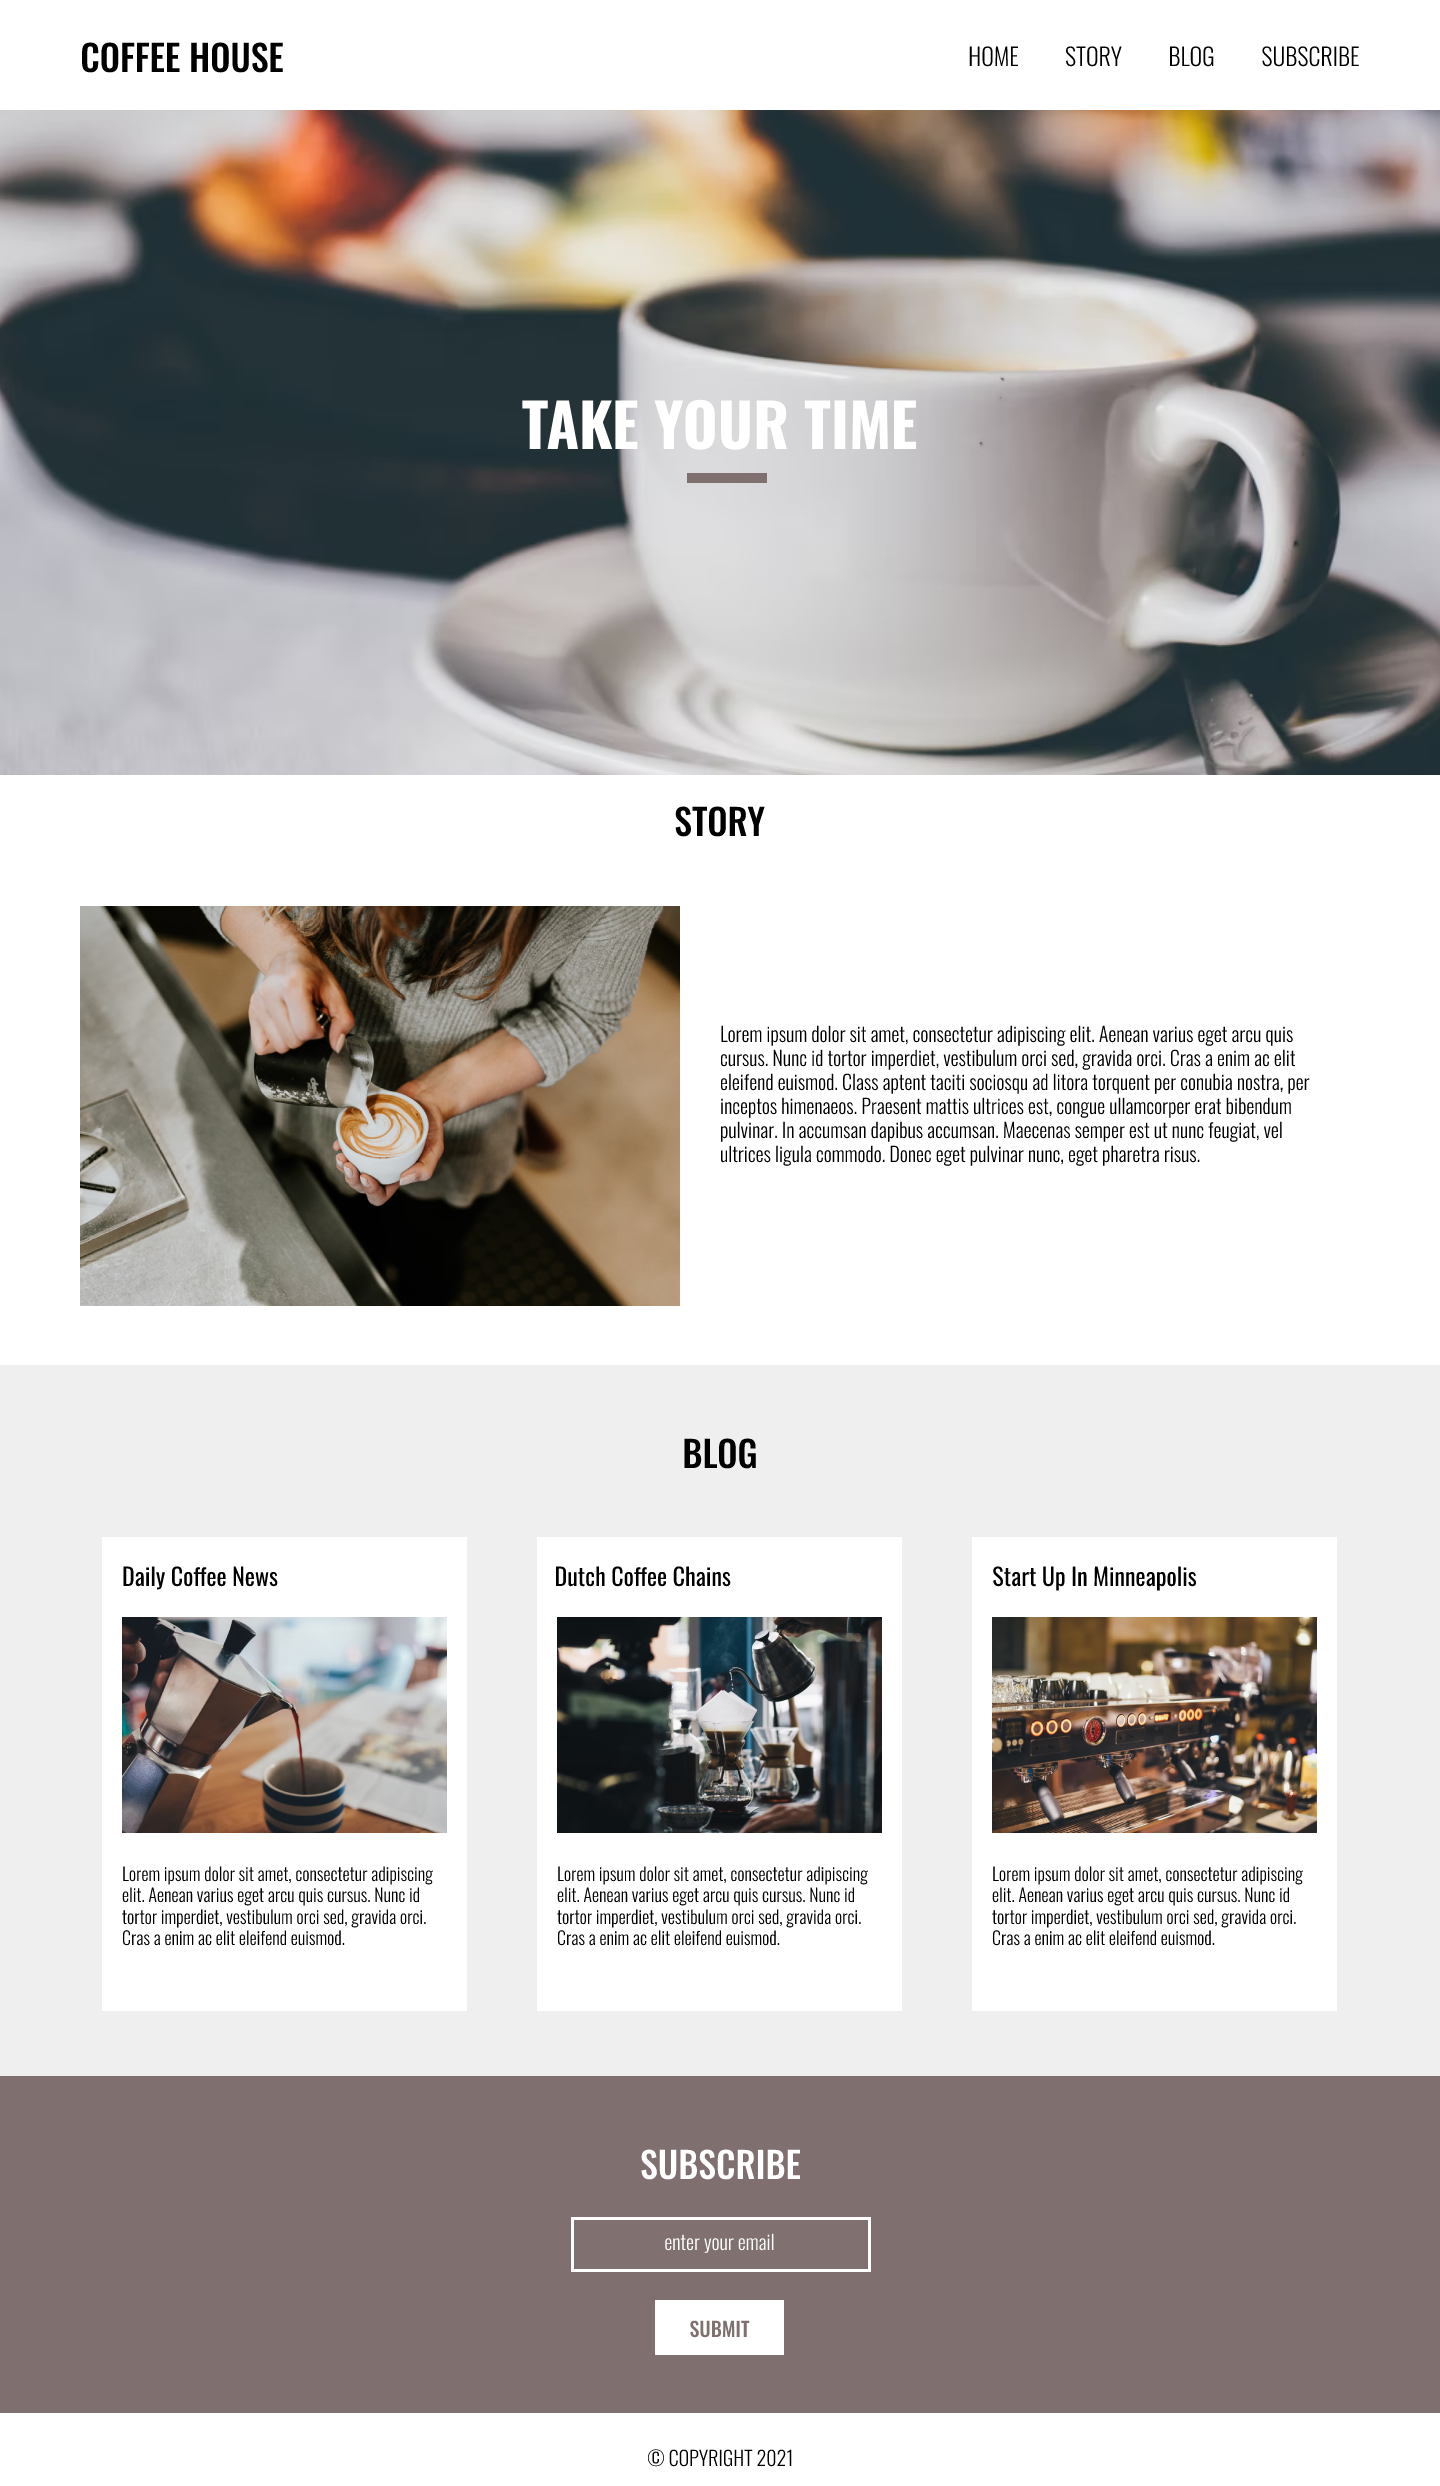 COFFEE HOUSE
HOME STORY BLOG SUBSCRIBE
TAKE YOUR TIME
STORY
Lorem ipsum dolor sit amet, consectetur adipiscing elit. Aenean varius eget arcu quis
cursus. Nunc id tortor imperdiet, vestibulum orci sed, gravida orci. Cras a enim ac elit
eleifend euismod. Class aptent taciti sociosqu ad litora torquent per conubia nostra, per
inceptos himenaeos. Praesent mattis ultrices est, congue ullamcorper erat bibendum
pulvinar. In accumsan dapibus accumsan. Maecenas semper est ut nunc feugiat, vel
ultrices ligula commodo. Donec eget pulvinar nunc, eget pharetra risus.
BLOG
Daily Coffee News
Lorem ipsum dolor sit amet, consectetur adipiscing
elit. Aenean varius eget arcu quis cursus. Nunc id
tortor imperdiet, vestibulum orci sed, gravida orci.
Cras a enim ac elit eleifend euismod.
Dutch Coffee Chains
Lorem ipsum dolor sit amet, consectetur adipiscing
elit. Aenean varius eget arcu quis cursus. Nunc id
tortor imperdiet, vestibulum orci sed, gravida orci.
Cras a enim ac elit eleifend euismod.
Start Up In Minneapolis
Lorem ipsum dolor sit amet, consectetur adipiscing
elit. Aenean varius eget arcu quis cursus. Nunc id
tortor imperdiet, vestibulum orci sed, gravida orci.
Cras a enim ac elit eleifend euismod.
SUBSCRIBE
enter your email
SUBMIT
© COPYRIGHT 2021